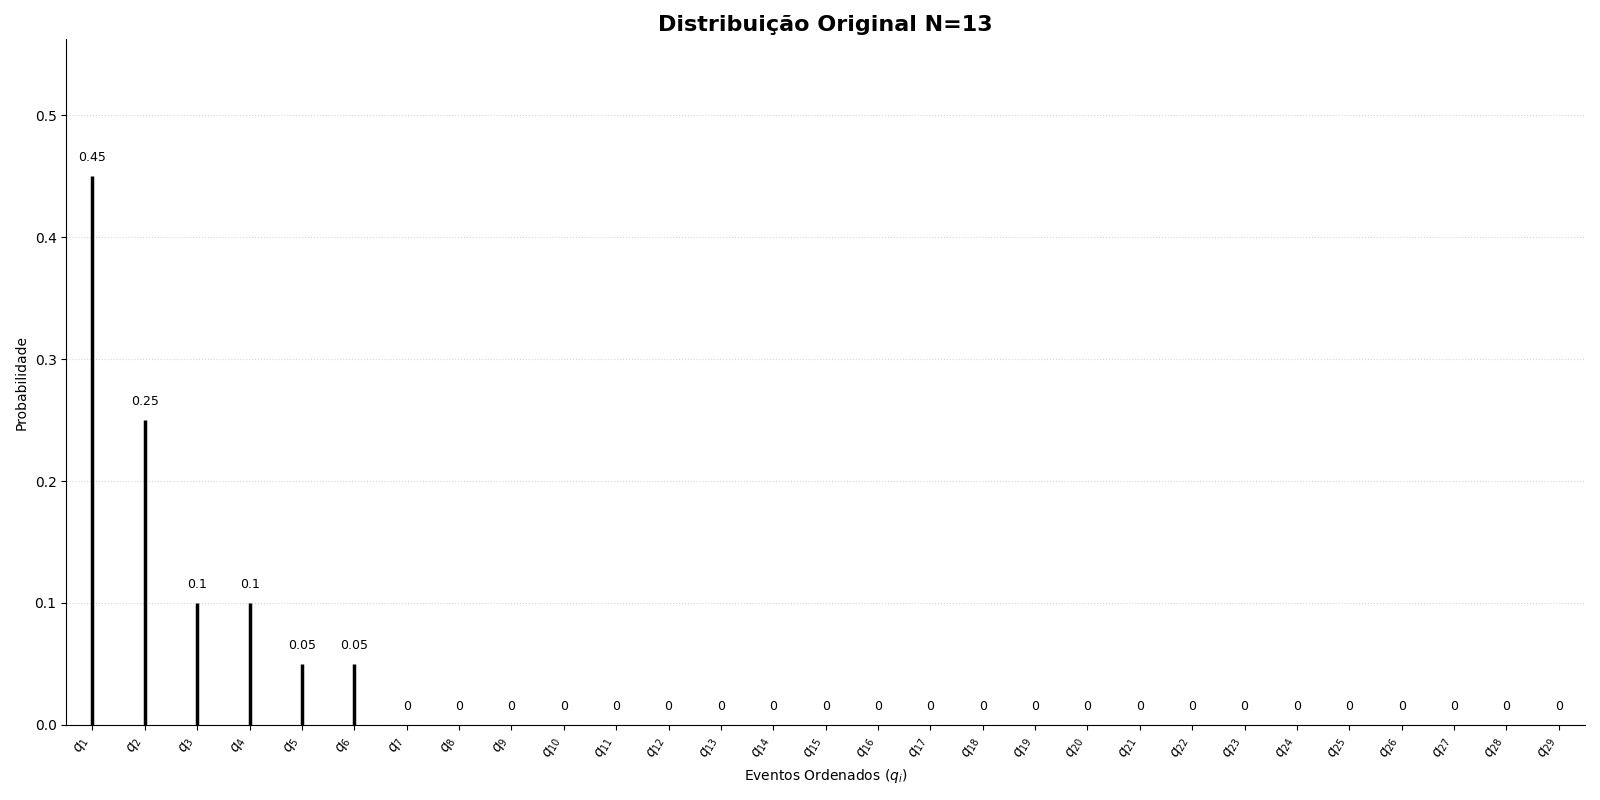 Distribuição Original N=13
Probabilidade
0.5
0.4
0.3
0.2
0.1
0.0
0.45
0.25
0.1 0.1
0.05 0.05
0 0 0 0 0 0 0 0 0 0 0 0 0 0 0 0 0 0 0 0 0 0 0
q1 q2 q3 q4 q5 q6 q7 q8 q9 q10 q11 q12 q13 q14 q15 q16 q17 q18 q19 q20 q21 q22 q23 q24 q25 q26 q27 q28 q29
Eventos Ordenados (qi)